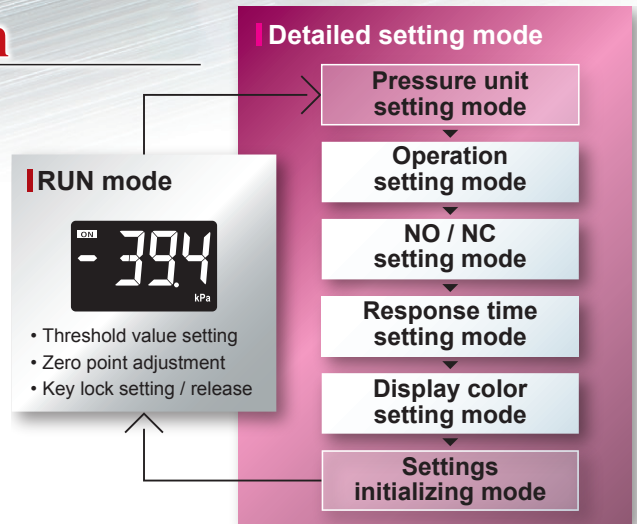 Detailed setting mode
Pressure unit
setting mode
Operation
setting mode
NO / NC
setting mode
Response time
setting mode
Display color
setting mode
Settings
initializing mode
RUN mode
ON
- 39.4
kPa
• Threshold value setting
• Zero point adjustment
• Key lock setting / release